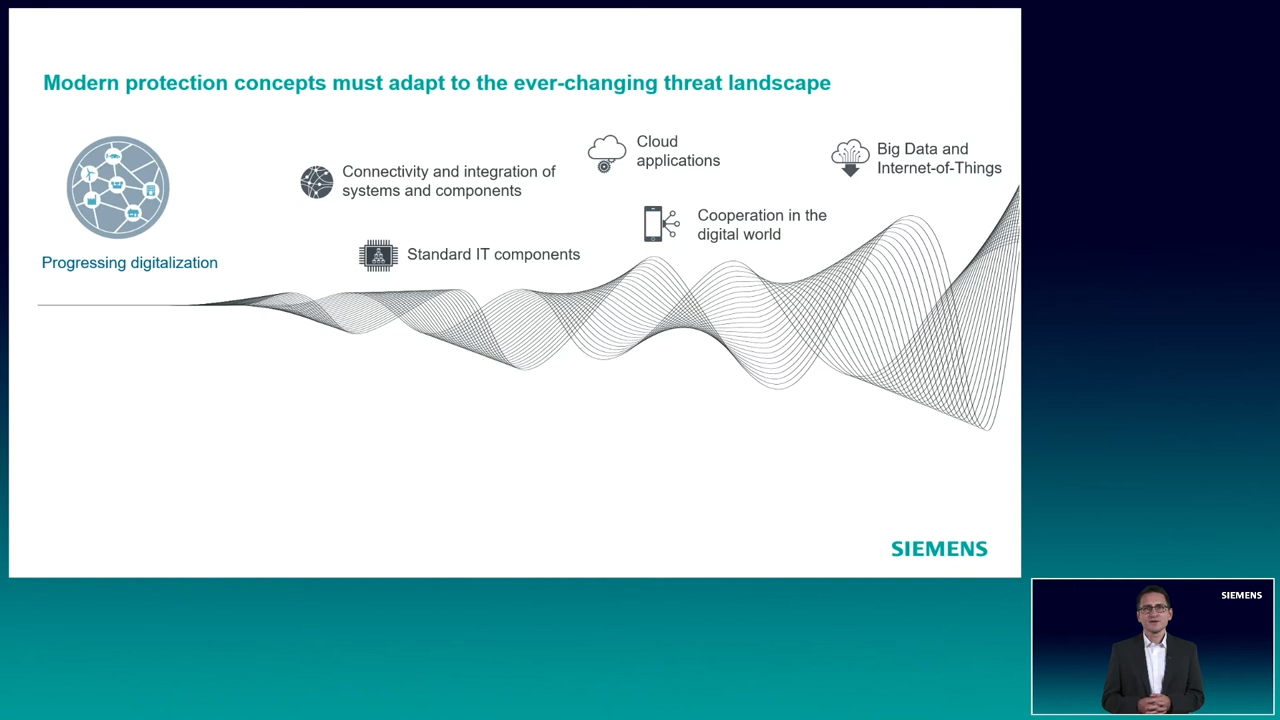 Modern protection concepts must adapt to the ever-changing threat landscape
Progressing digitalization
Connectivity and integration of
systems and components
Standard IT components
Cloud
applications
Cooperation in the
digital world
Big Data and
Internet-of-Things
SIEMENS
SIEMENS